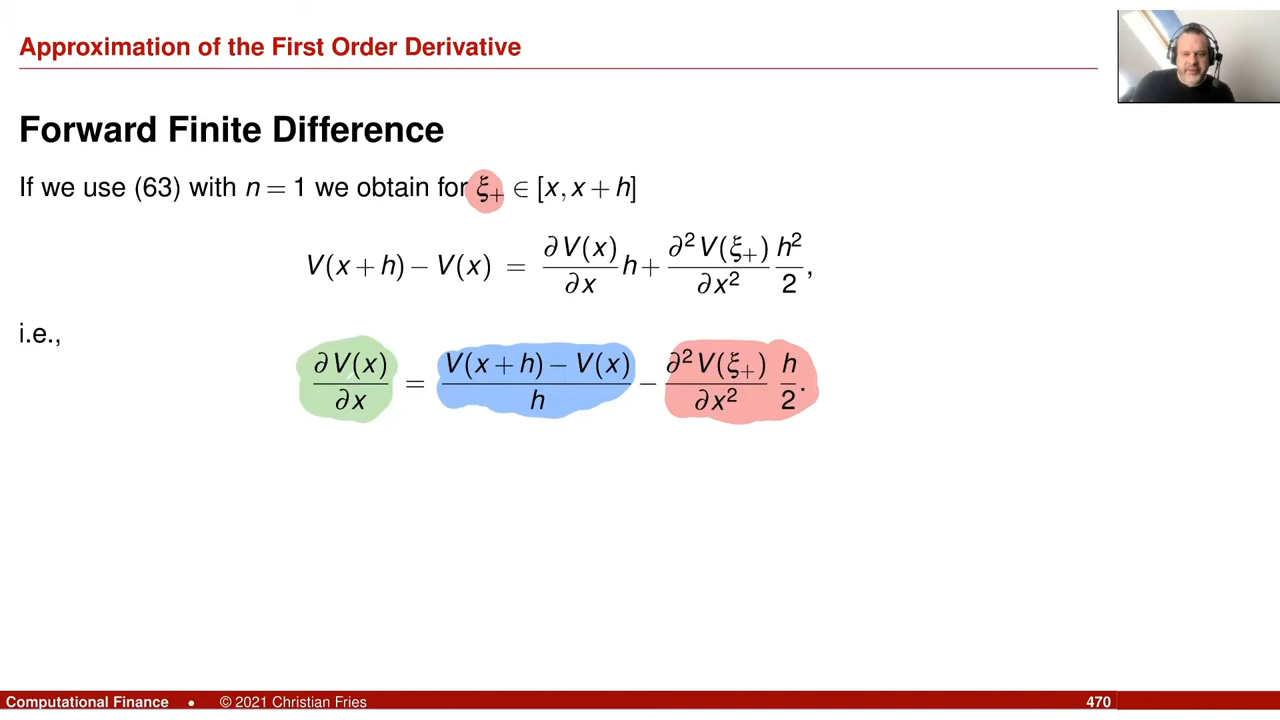 Approximation of the First Order Derivative
Forward Finite Difference
If we use (63) with n = 1 we obtain for ξ₊ ∈ [x, x + h]
V(x + h) − V(x) = ∂V(x)/∂x h + ∂²V(ξ₊)/∂x² h²/2,
i.e.,
∂V(x)/∂x = (V(x + h) − V(x))/h − ∂²V(ξ₊)/∂x² h/2.
Computational Finance • © 2021 Christian Fries 470